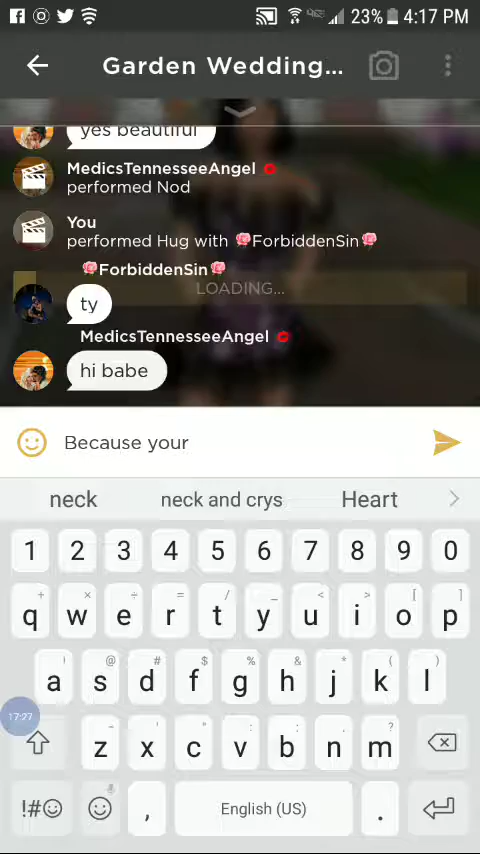 23% 4:17 PM
Garden Wedding...
yes beautiful
MedicsTennesseeAngel
performed Nod
You
performed Hug with 🌹ForbiddenSin🌹
🌹ForbiddenSin🌹
LOADING...
ty
MedicsTennesseeAngel
hi babe
Because your
neck neck and crys Heart
1 2 3 4 5 6 7 8 9 0
+ × ÷ = / _ < > [ ]
q w e r t y u i o p
! @ # $ % & * ( )
a s d f g h j k l
17:27
- ' " : ; , ?
z x c v b n m
!#☺ , English (US) .